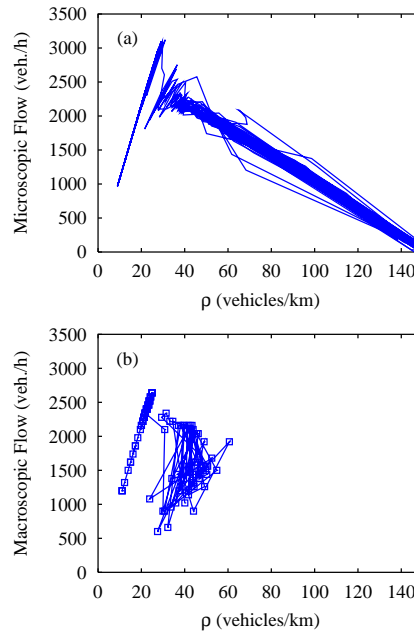 (a)
Microscopic Flow (veh./h)
3500
3000
2500
2000
1500
1000
500
0
0 20 40 60 80 100 120 140
ρ (vehicles/km)
(b)
Macroscopic Flow (veh./h)
3500
3000
2500
2000
1500
1000
500
0
0 20 40 60 80 100 120 140
ρ (vehicles/km)